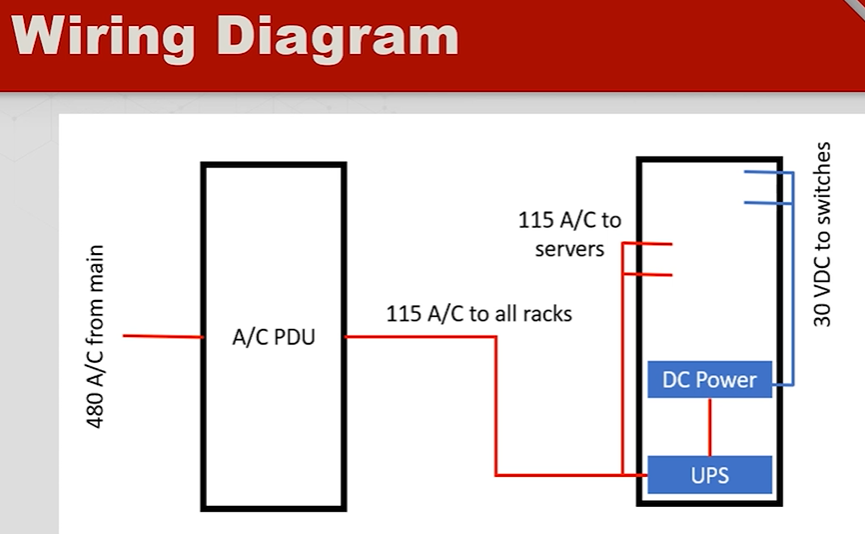 Wiring Diagram
480 A/C from main
A/C PDU
115 A/C to all racks
115 A/C to
servers
DC Power
UPS
30 VDC to switches